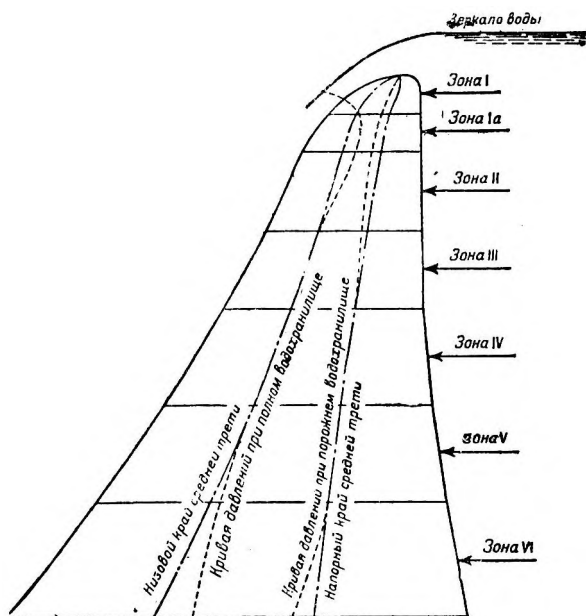 Зеркало воды
Зона I
Зона Iа
Зона II
Зона III
Зона IV
Зона V
Зона VI
Низовой край средней трети
Кривая давлений при полном водохранилище
Кривая давлений при порожнем водохранилище
Напорный край средней трети